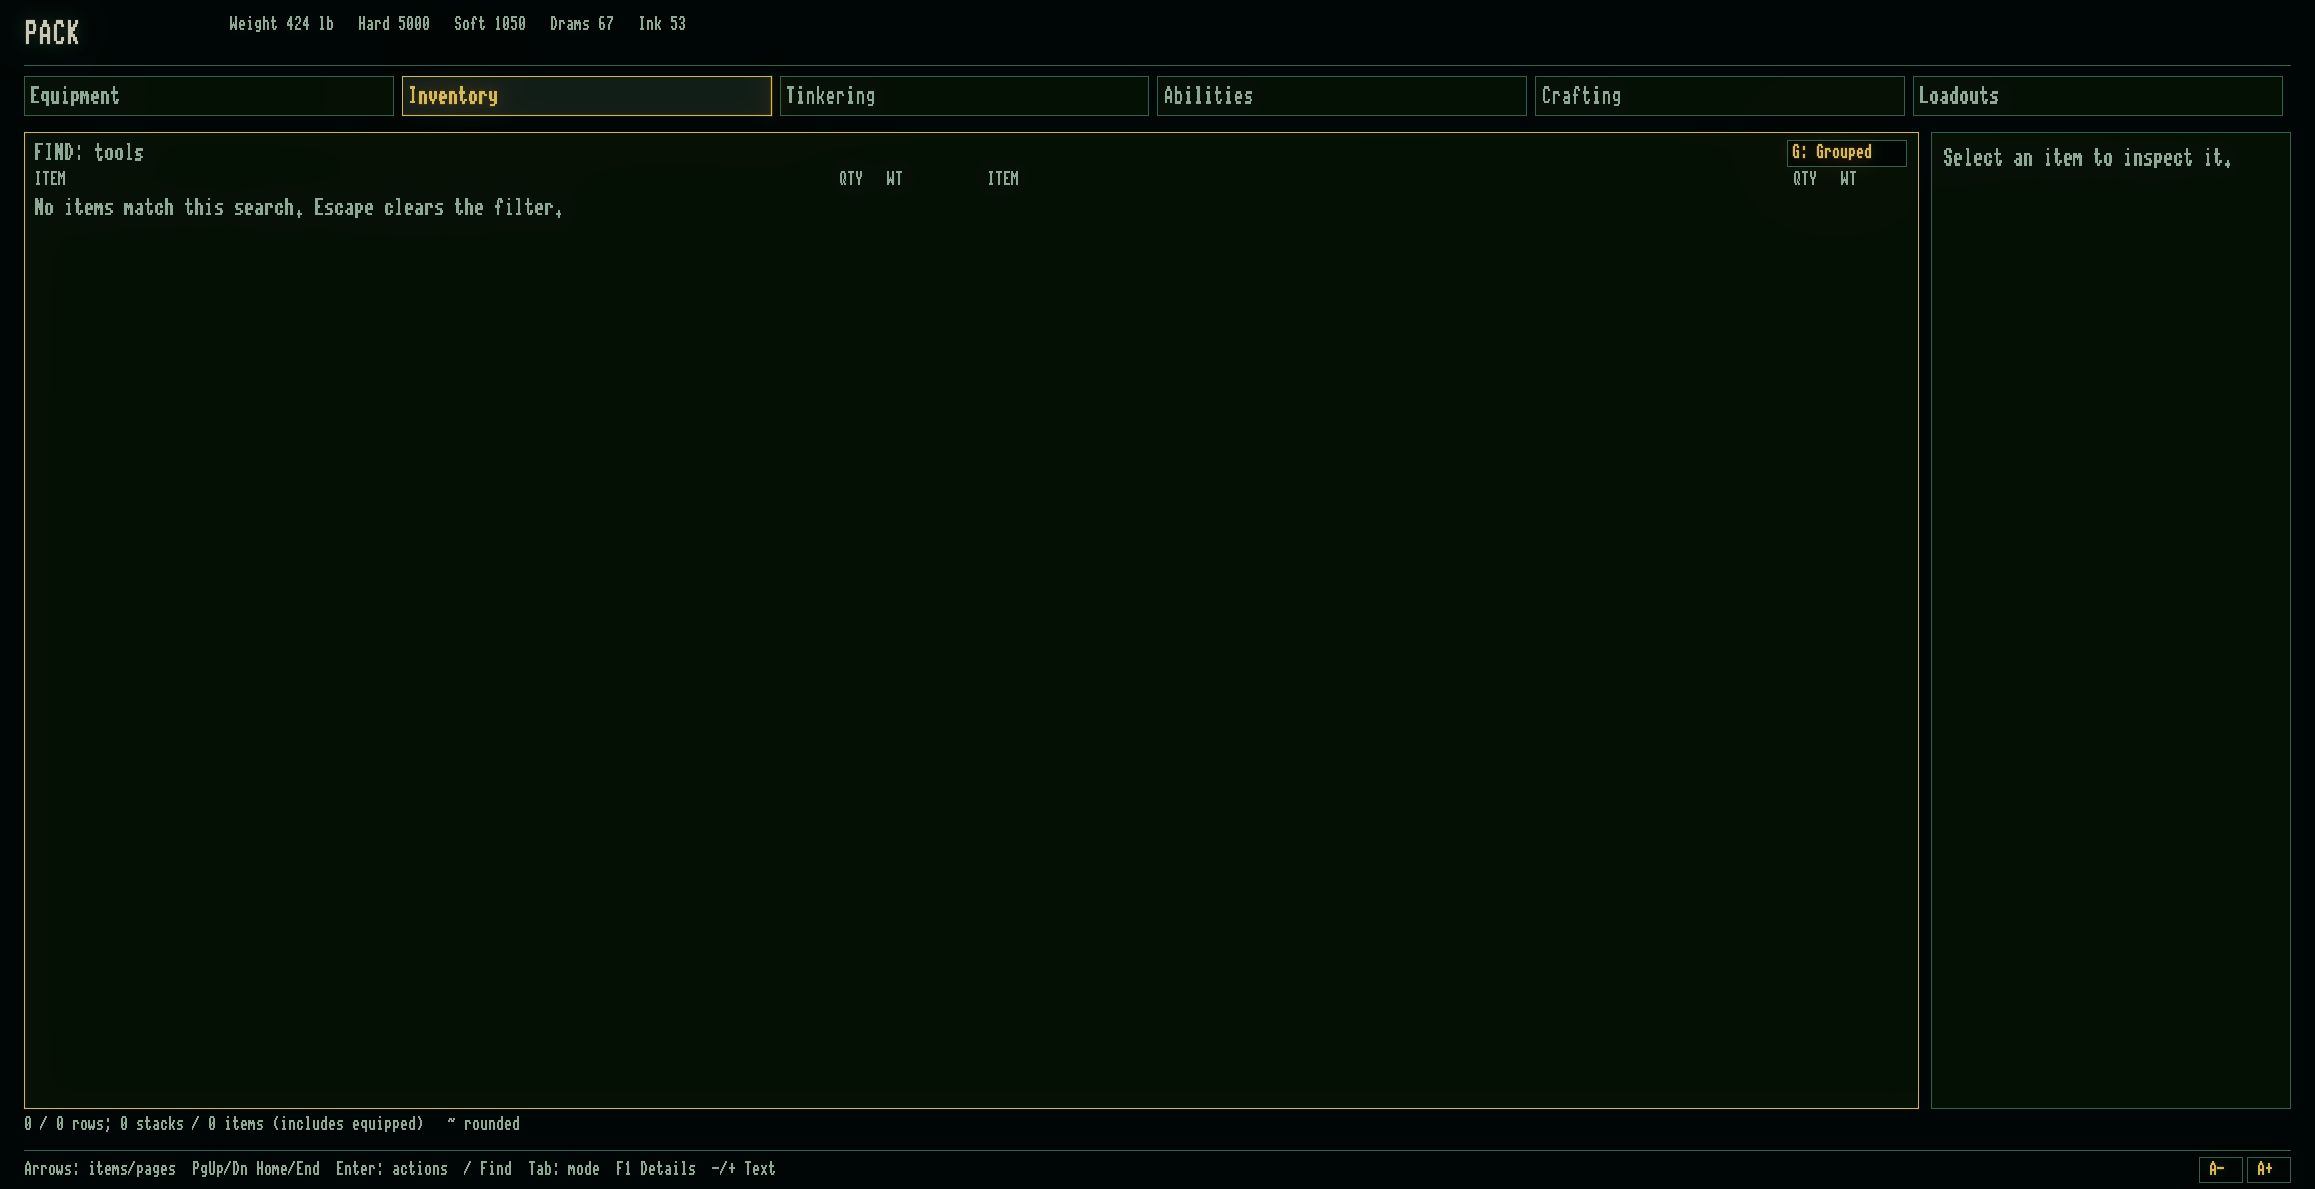 PACK
Weight 424 lb Hard 5000 Soft 1050 Drams 67 Ink 53
Equipment Inventory Tinkering Abilities Crafting Loadouts
FIND: tools
G: Grouped
ITEM QTY WT ITEM QTY WT
No items match this search. Escape clears the filter.
Select an item to inspect it.
0 / 0 rows; 0 stacks / 0 items (includes equipped) ~ rounded
Arrows: items/pages PgUp/Dn Home/End Enter: actions / Find Tab: mode F1 Details -/+ Text
A- A+